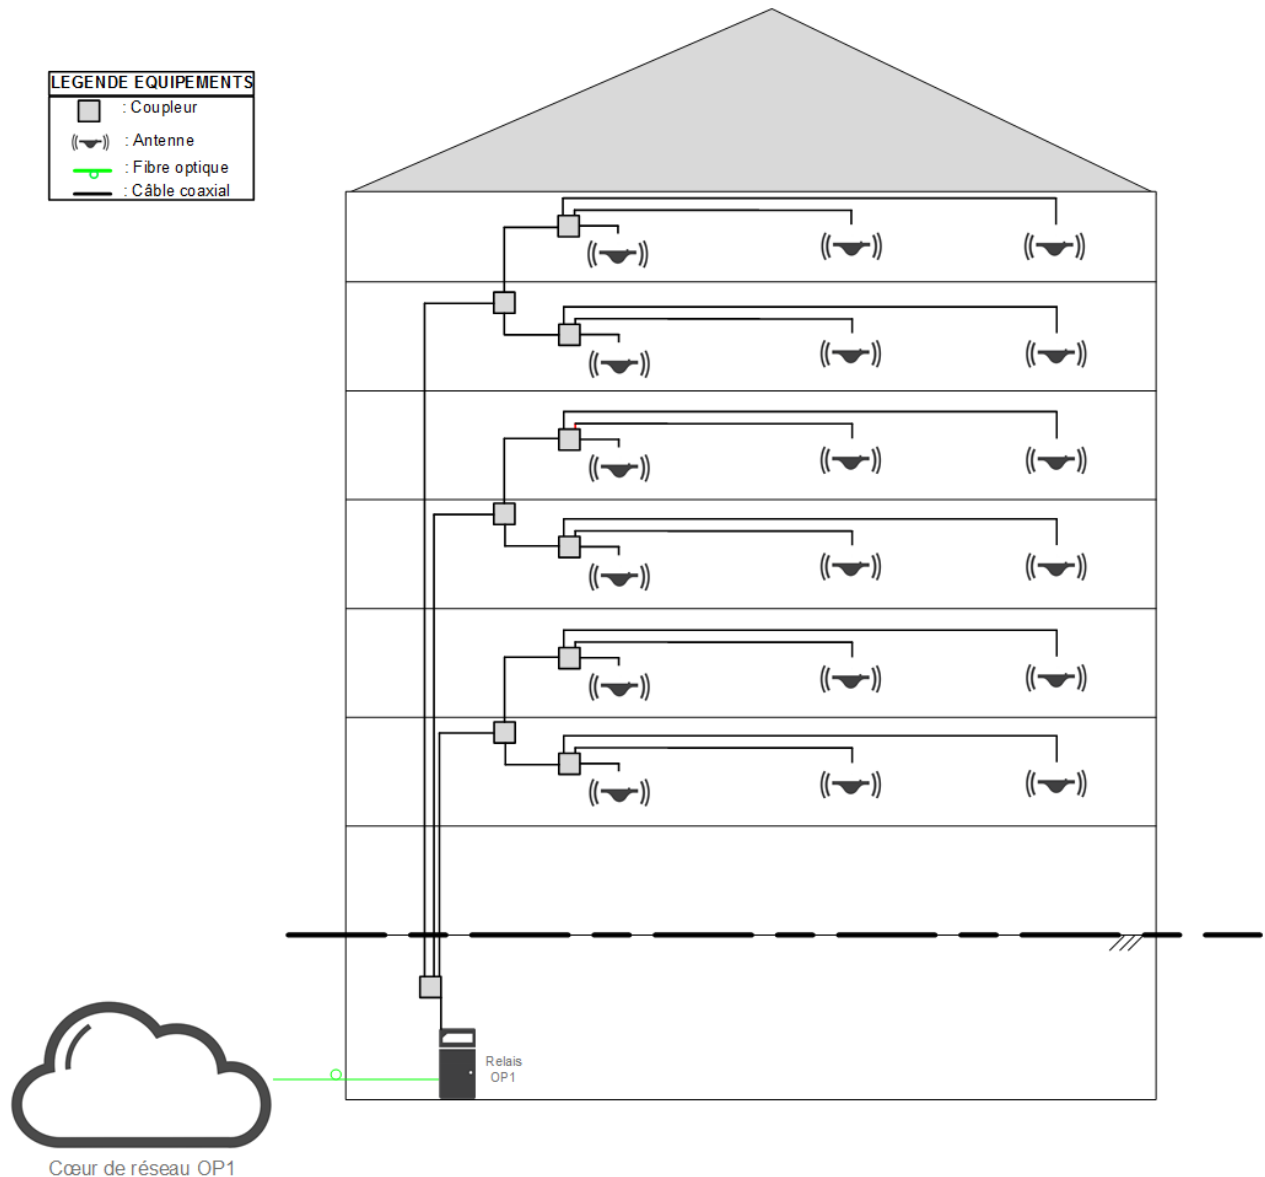 LEGENDE EQUIPEMENTS
: Coupleur
: Antenne
: Fibre optique
: Câble coaxial
Relais
OP1
Cœur de réseau OP1